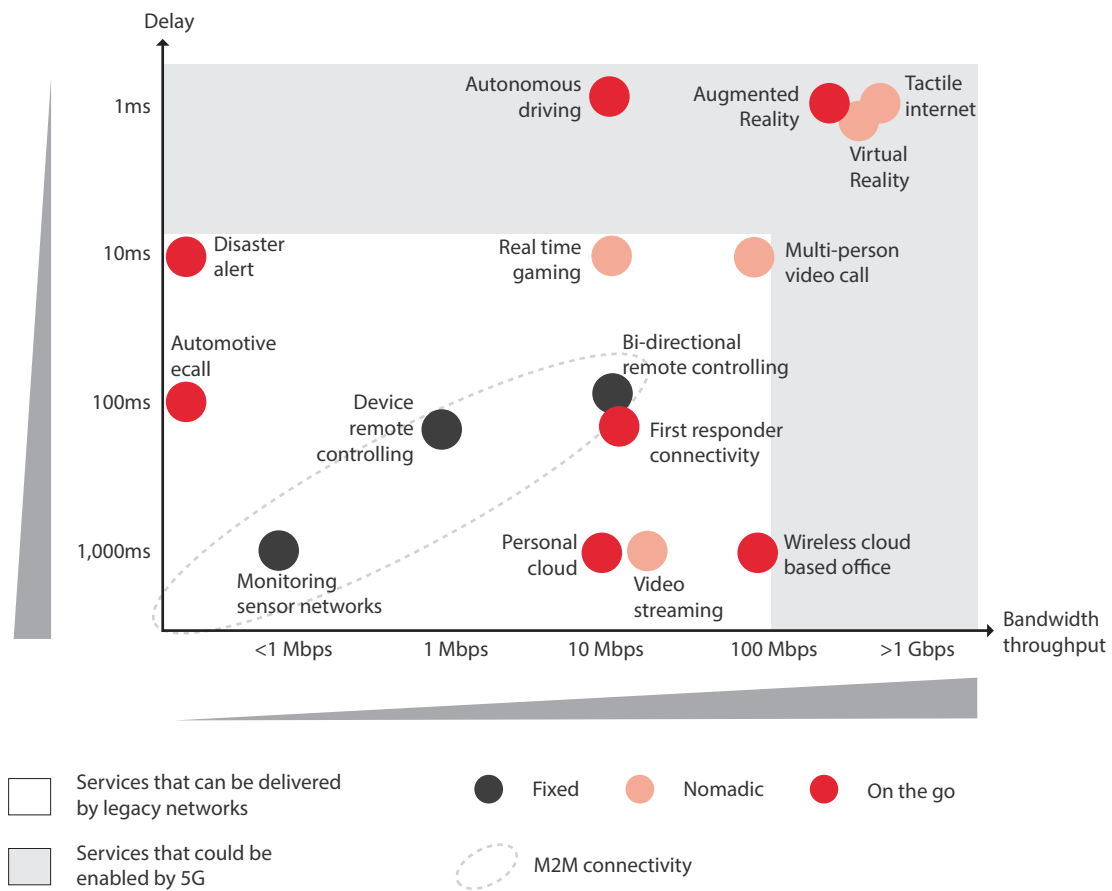 Delay
1ms
Autonomous
driving
Augmented
Reality
Tactile
internet
Virtual
Reality
10ms
Disaster
alert
Real time
gaming
Multi-person
video call
Automotive
ecall
Bi-directional
remote controlling
100ms
Device
remote
controlling
First responder
connectivity
1,000ms
Monitoring
sensor networks
Personal
cloud
Video
streaming
Wireless cloud
based office
Bandwidth
throughput
<1 Mbps
1 Mbps
10 Mbps
100 Mbps
>1 Gbps
Services that can be delivered
by legacy networks
Fixed
Nomadic
On the go
Services that could be
enabled by 5G
M2M connectivity